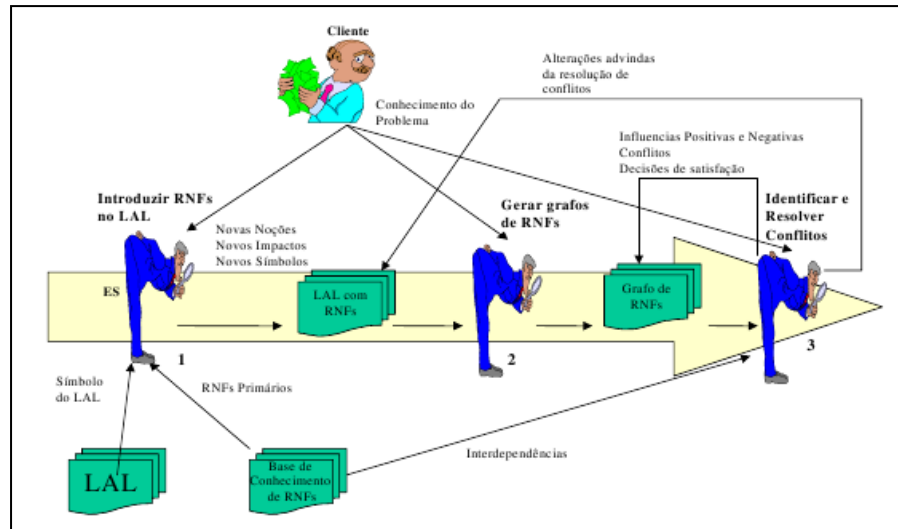 Cliente
Alterações advindas
da resolução de
conflitos
Conhecimento do
Problema
Influencias Positivas e Negativas
Conflitos
Decisões de satisfação
Introduzir RNFs
no LAL
Gerar grafos
de RNFs
Identificar e
Resolver
Conflitos
Novas Noções
Novos Impactos
Novos Símbolos
ES
LAL com
RNFs
Grafo de
RNFs
1
2
3
Símbolo
do LAL
RNFs Primários
Interdependências
LAL
Base de
Conhecimento
de RNFs